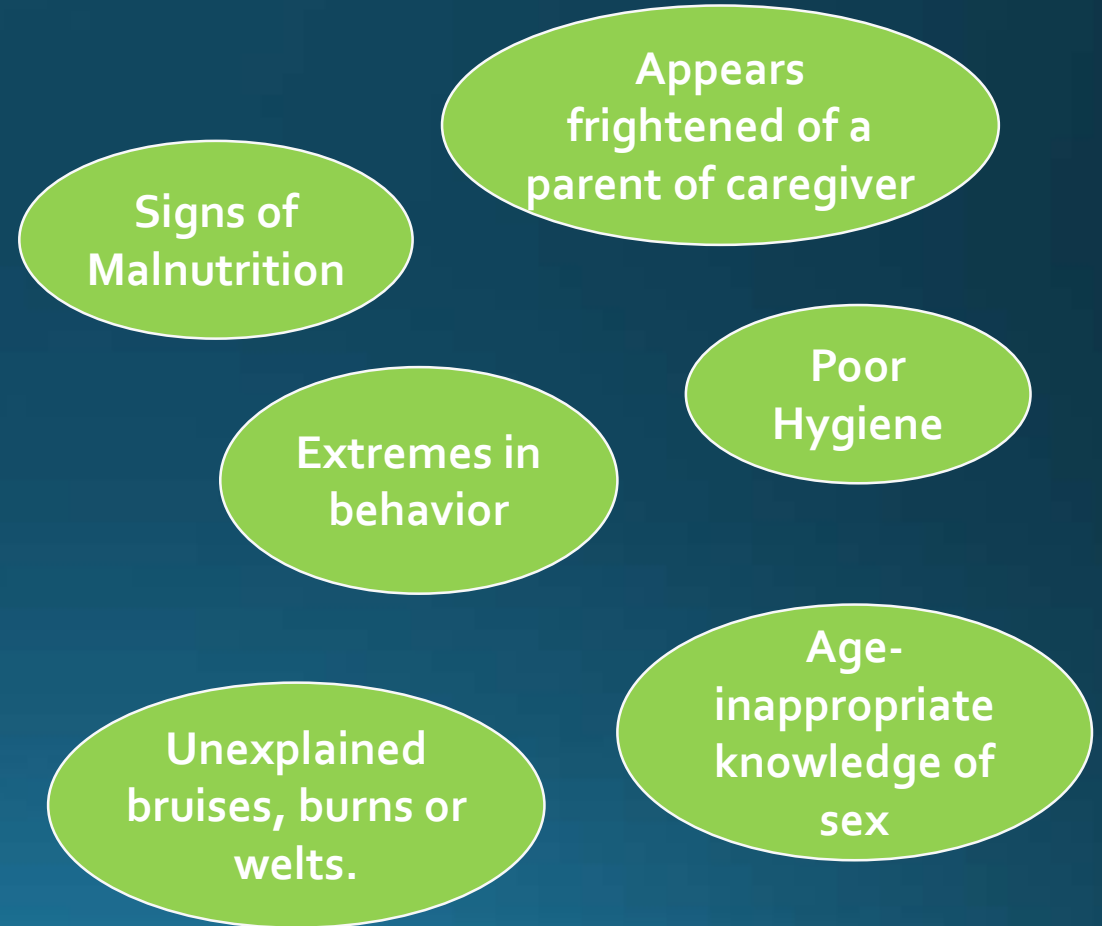 Appears
frightened of a
parent of caregiver
Signs of
Malnutrition
Poor
Hygiene
Extremes in
behavior
Age-
inappropriate
knowledge of
sex
Unexplained
bruises, burns or
welts.